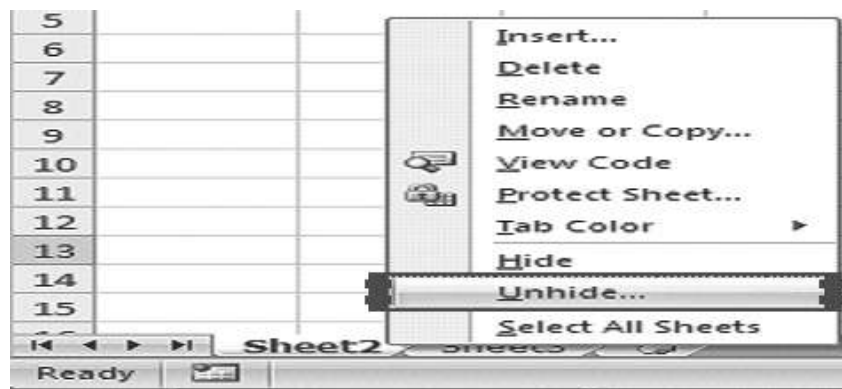 5
6
7
8
9
10
11
12
13
14
15
Insert...
Delete
Rename
Move or Copy...
View Code
Protect Sheet...
Tab Color
Hide
Unhide...
Select All Sheets
Sheet2
Ready